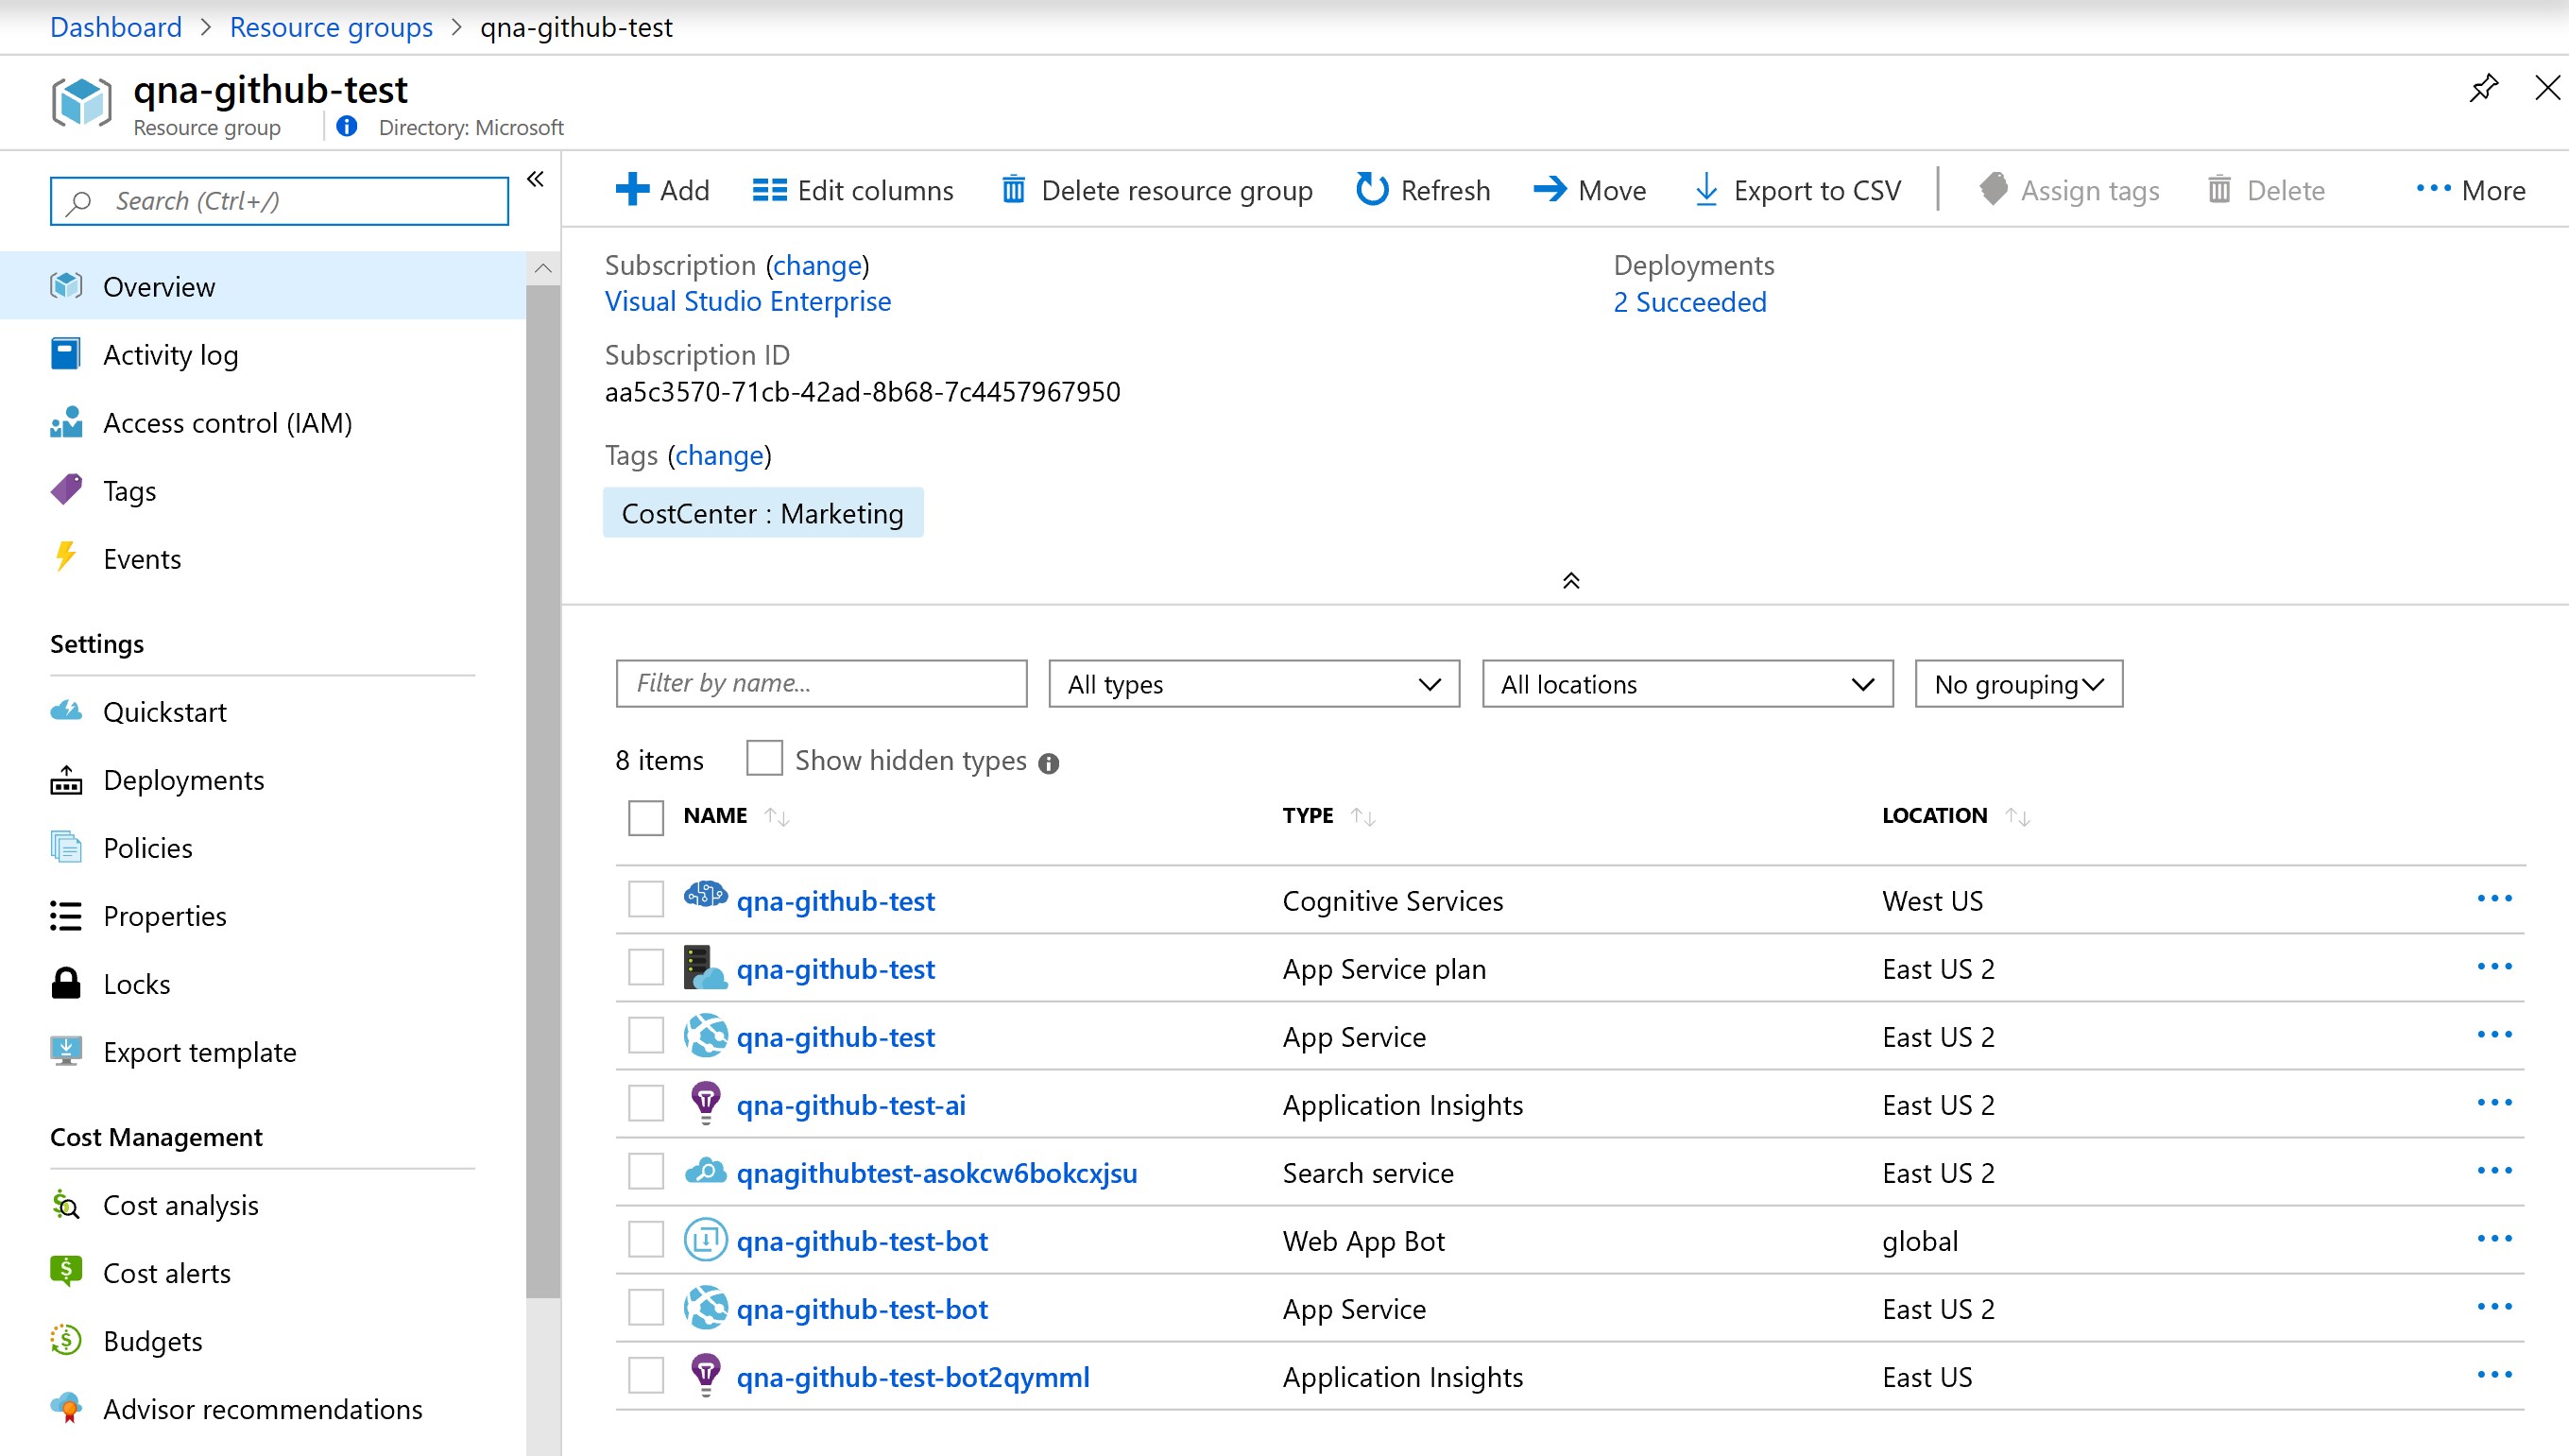 Dashboard > Resource groups > qna-github-test
qna-github-test
Resource group
Directory: Microsoft
Search (Ctrl+/)
Overview
Activity log
Access control (IAM)
Tags
Events
Settings
Quickstart
Deployments
Policies
Properties
Locks
Export template
Cost Management
Cost analysis
Cost alerts
Budgets
Advisor recommendations
Add Edit columns Delete resource group Refresh Move Export to CSV Assign tags Delete More
Subscription (change)
Visual Studio Enterprise
Deployments
2 Succeeded
Subscription ID
aa5c3570-71cb-42ad-8b68-7c4457967950
Tags (change)
CostCenter : Marketing
Filter by name... All types All locations No grouping
8 items Show hidden types
NAME TYPE LOCATION
qna-github-test Cognitive Services West US
qna-github-test App Service plan East US 2
qna-github-test App Service East US 2
qna-github-test-ai Application Insights East US 2
qnagithubtest-asokcw6bokcxjsu Search service East US 2
qna-github-test-bot Web App Bot global
qna-github-test-bot App Service East US 2
qna-github-test-bot2qymml Application Insights East US